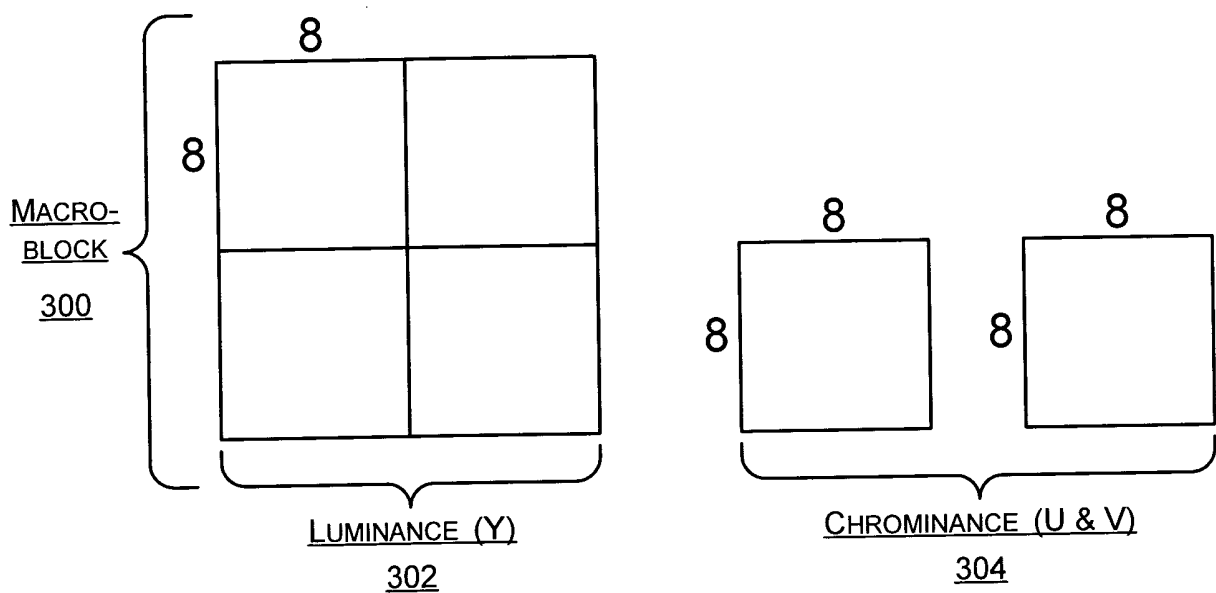 8
8
MACRO-
BLOCK
300
8
8
8
8
LUMINANCE (Y)
302
CHROMINANCE (U & V)
304